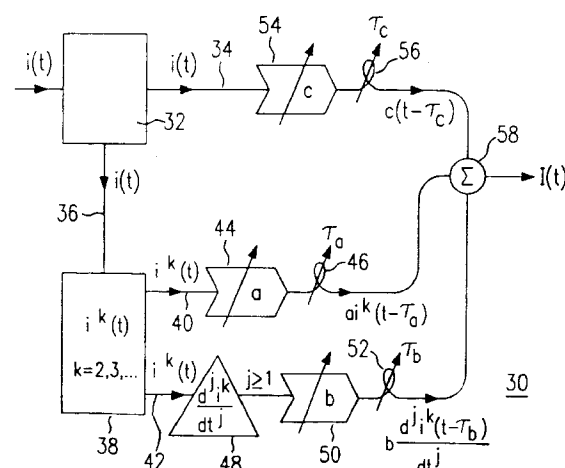 54
τc
i(t)
i(t)
34
56
c
c(t-τc)
32
58
i(t)
Σ
I(t)
36
44
τa
i^k(t)
46
a
40
ai^k(t-τa)
i^k(t)
k=2,3,...
i^k(t)
j≥1
52
τb
d^j i^k
dt^j
b
30
38
42
48
50
b d^j i^k(t-τb)
dt^j